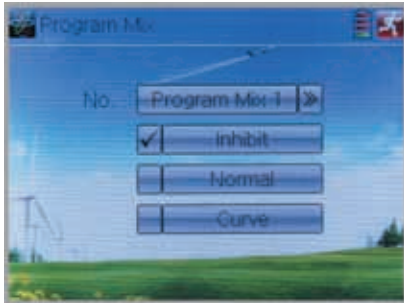 Program Mix
No. Program Mix 1 »
✓ Inhibit
Normal
Curve